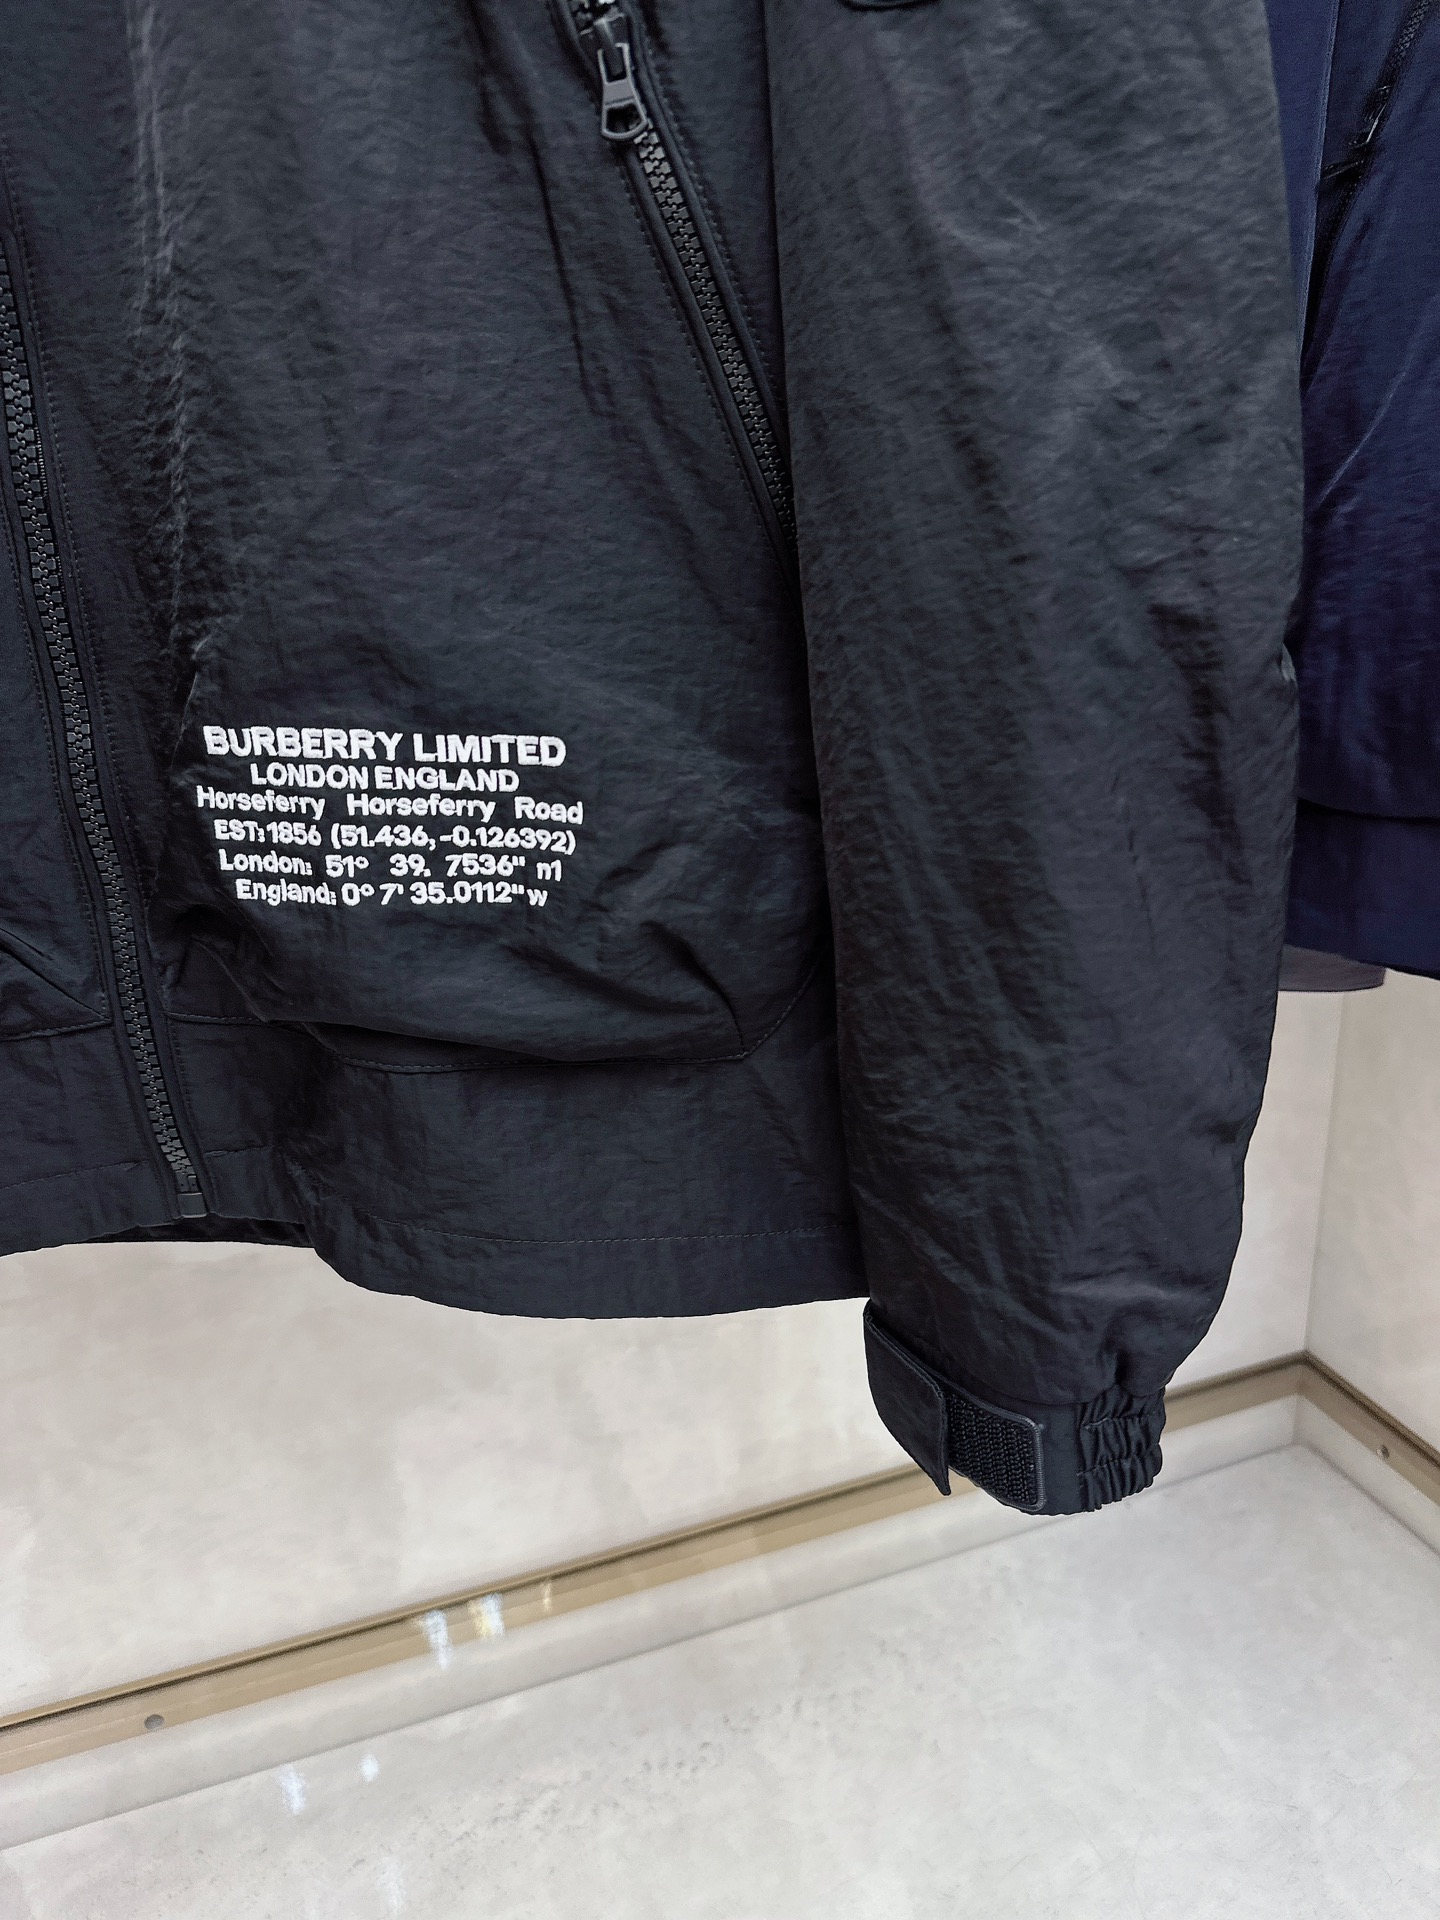 BURBERRY LIMITED
LONDON ENGLAND
Horseferry Horseferry Road
EST:1856 (51.436,-0.126392)
London: 51° 39. 7536" n1
England: 0° 7' 35.0112" w